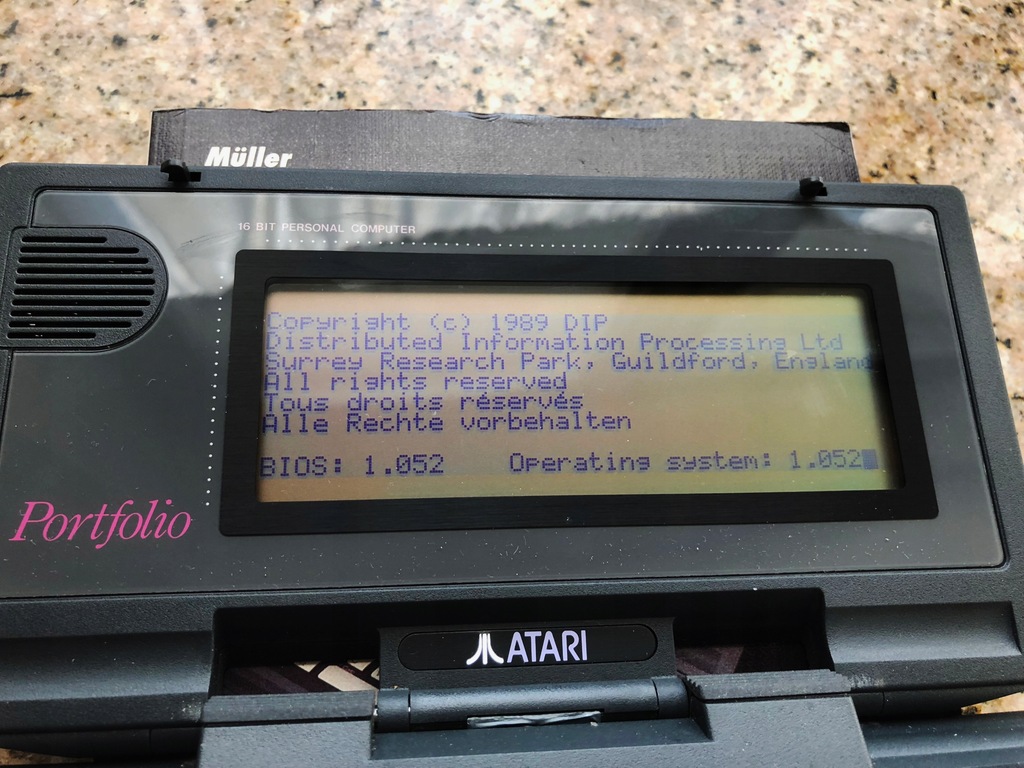 Müller
16 BIT PERSONAL COMPUTER
Copyright (c) 1989 DIP
Distributed Information Processing Ltd
Surrey Research Park, Guildford, England
All rights reserved
Tous droits réservés
Alle Rechte vorbehalten
BIOS: 1.052 Operating system: 1.052
Portfolio
ATARI